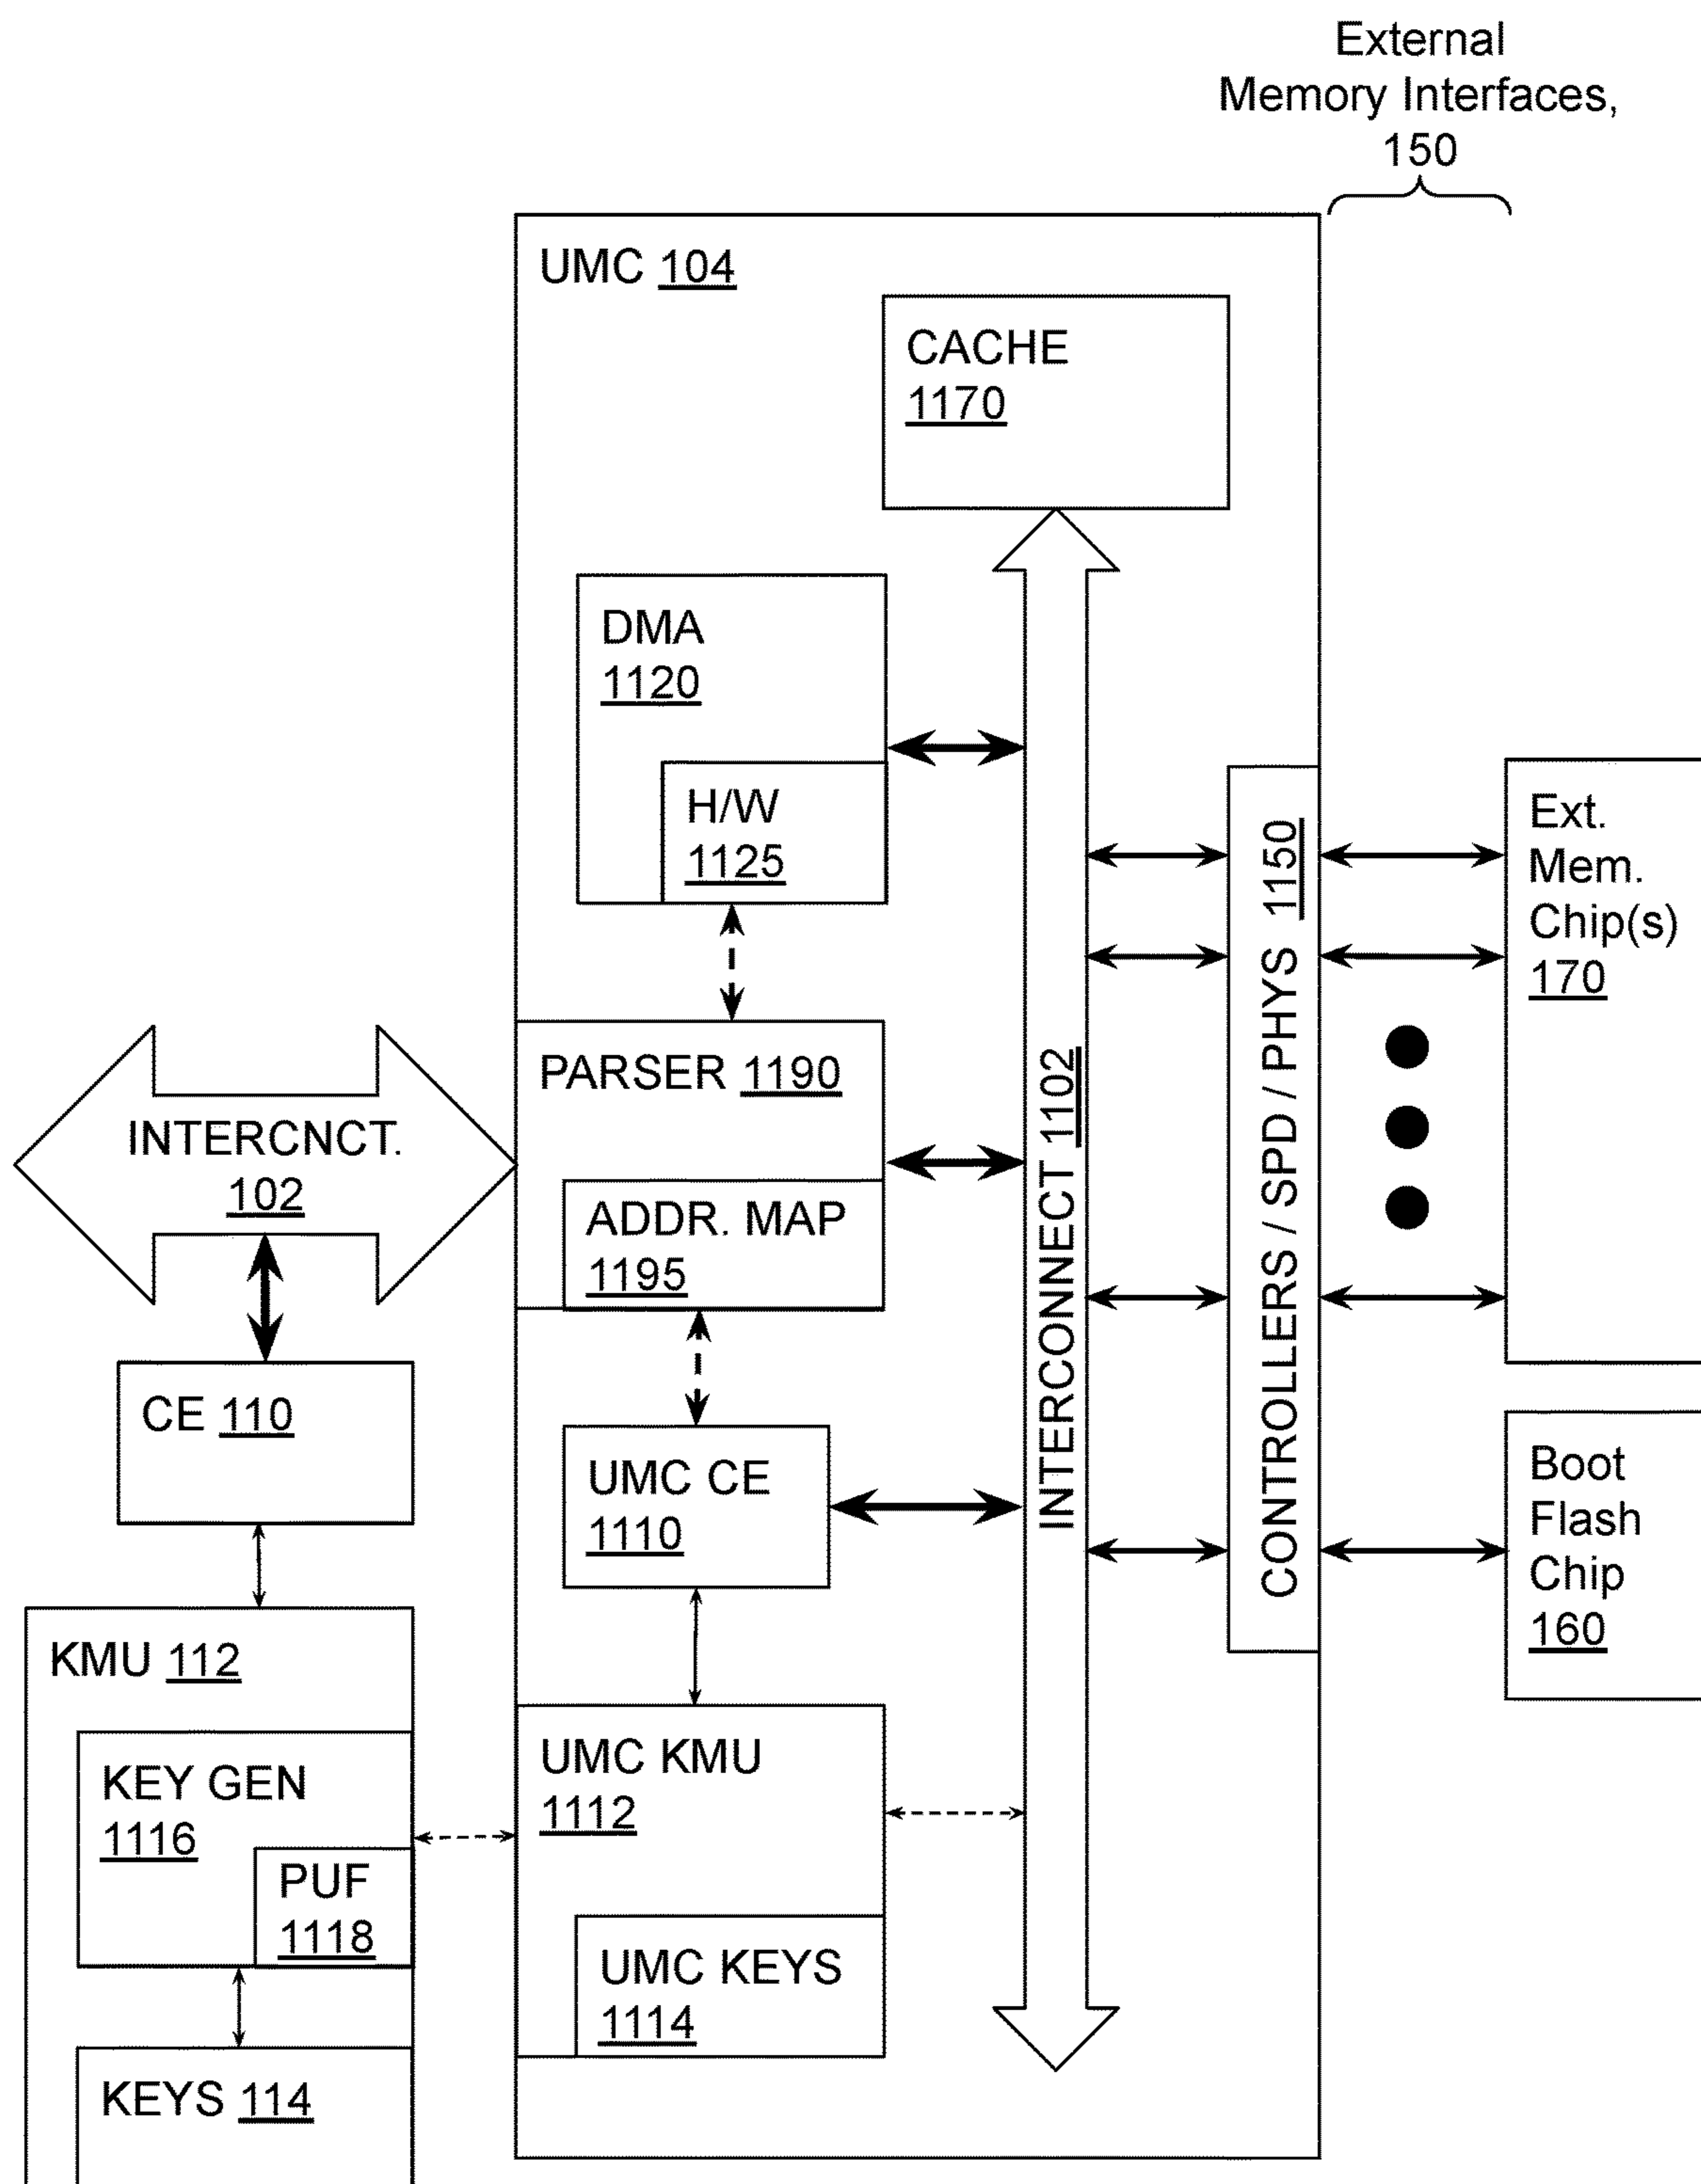 External
Memory Interfaces,
150
UMC 104
CACHE
1170
DMA
1120
H/W
1125
Ext.
Mem.
Chip(s)
170
PARSER 1190
ADDR. MAP
1195
INTERCNCT.
102
INTERCONNECT 1102
CONTROLLERS / SPD / PHYS 1150
CE 110
UMC CE
1110
Boot
Flash
Chip
160
KMU 112
KEY GEN
1116
PUF
1118
KEYS 114
UMC KMU
1112
UMC KEYS
1114